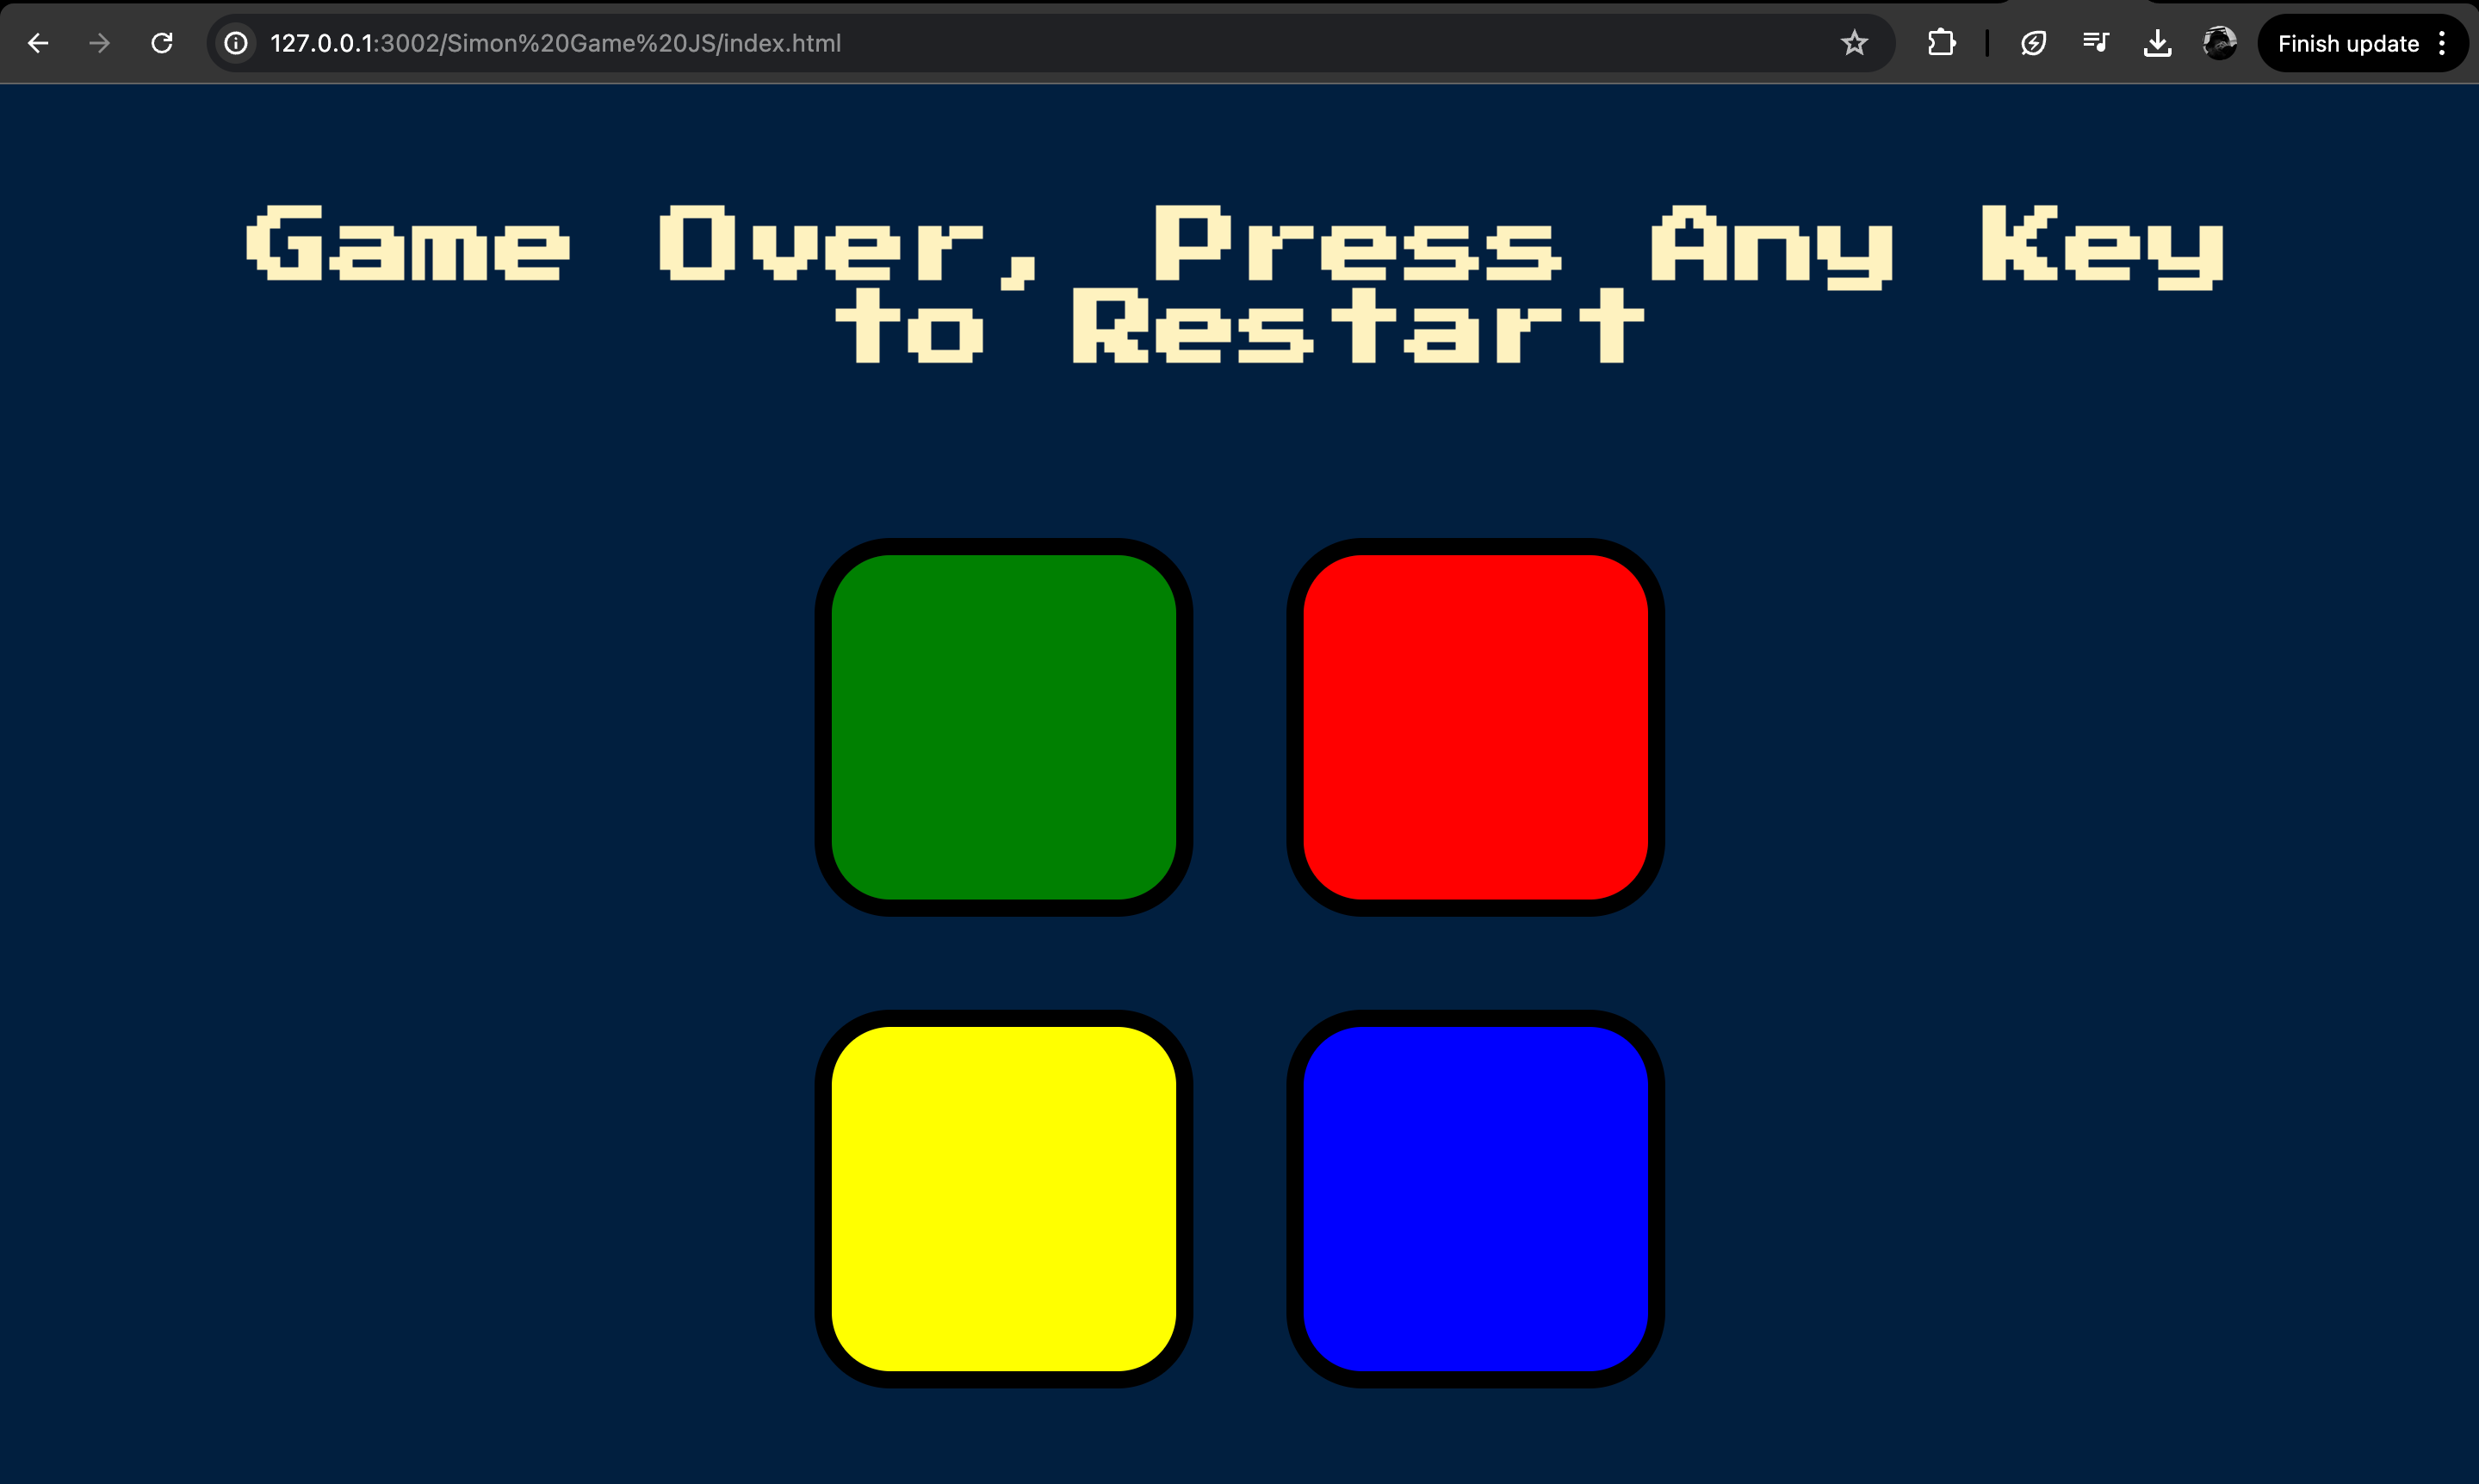 127.0.0.1:3002/Simon%20Game%20JS/index.html
Finish update
Game Over, Press Any Key
to Restart